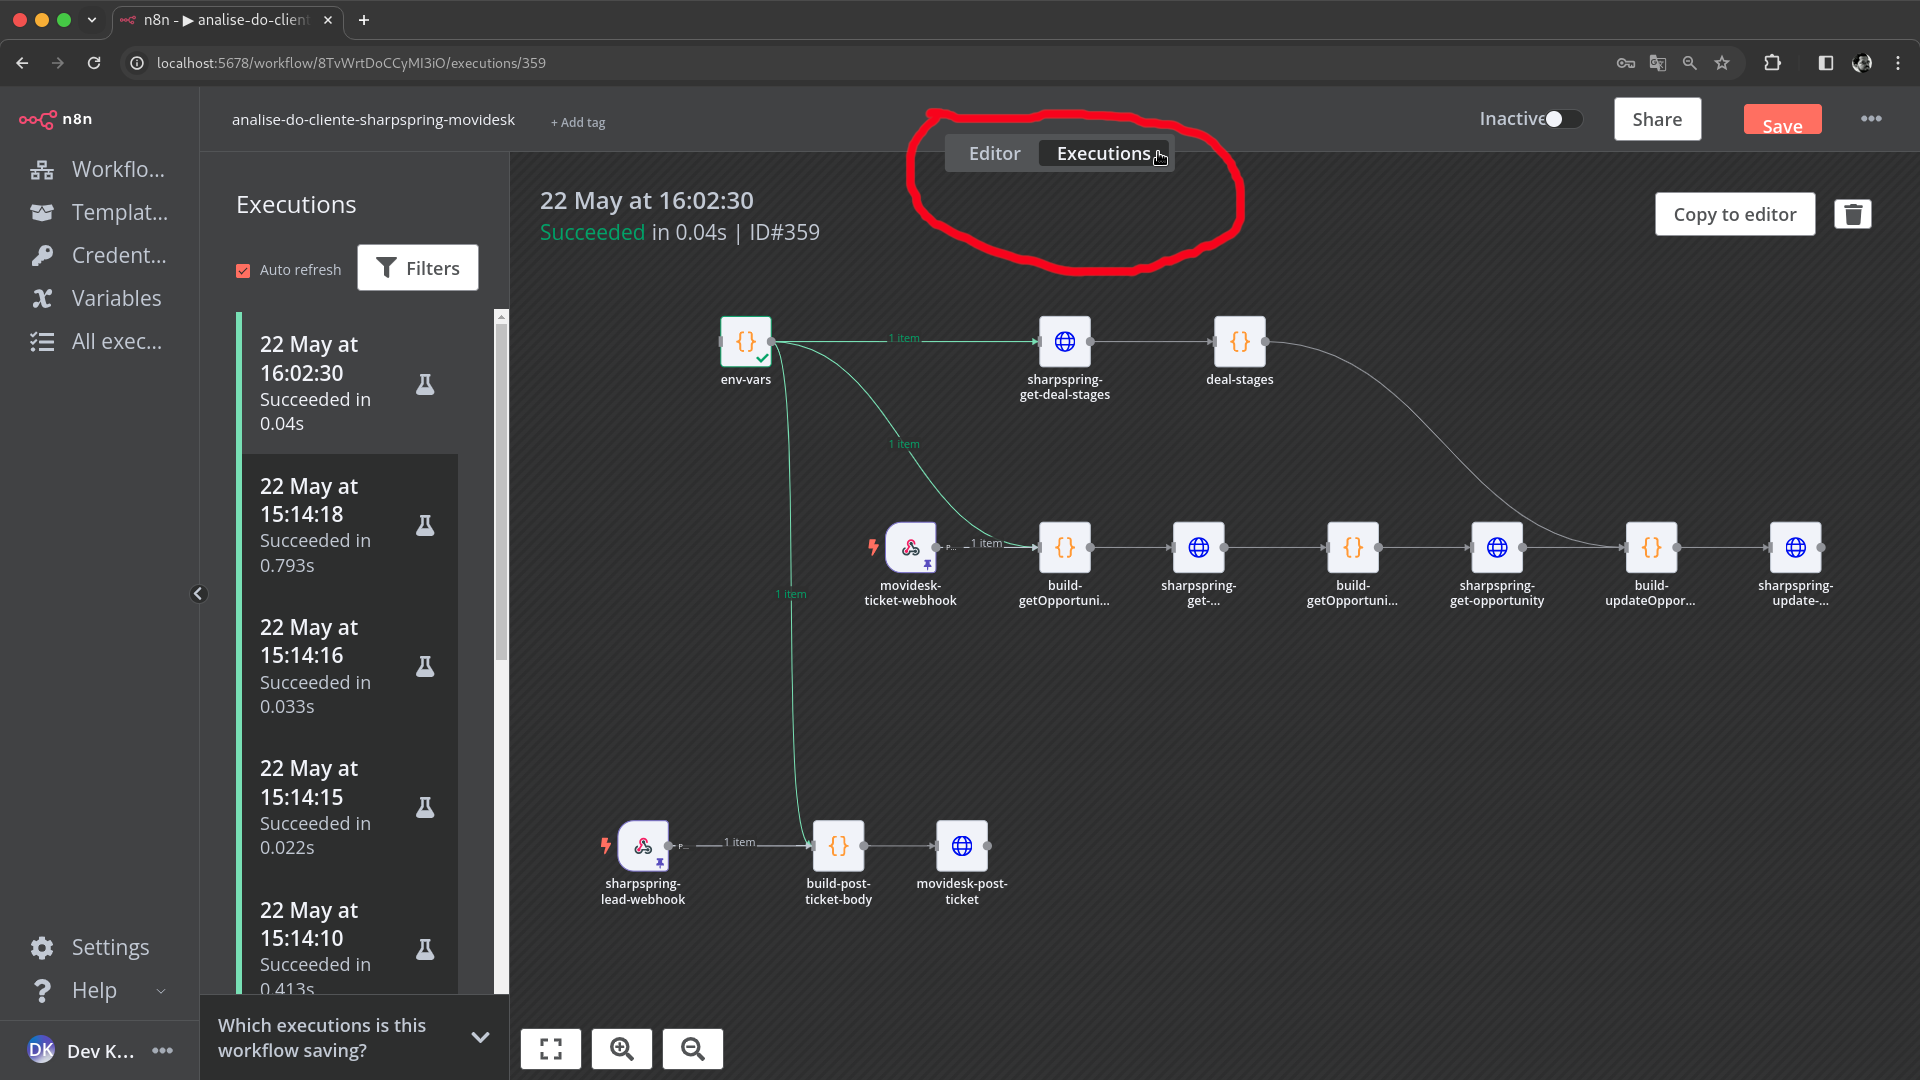 n8n - ▶ analise-do-clien
localhost:5678/workflow/8TvWrtDoCCyMI3iO/executions/359
n8n
analise-do-cliente-sharpspring-movidesk
+ Add tag
Editor
Executions
Inactive
Share
Save
Workflo...
Templat...
Credent...
Variables
All exec...
Settings
Help
DK
Dev K...
Executions
Auto refresh
Filters
22 May at
16:02:30
Succeeded in
0.04s
22 May at
15:14:18
Succeeded in
0.793s
22 May at
15:14:16
Succeeded in
0.033s
22 May at
15:14:15
Succeeded in
0.022s
22 May at
15:14:10
Succeeded in
0.413s
Which executions is this
workflow saving?
22 May at 16:02:30
Succeeded in 0.04s | ID#359
Copy to editor
env-vars
1 item
sharpspring-
get-deal-stages
deal-stages
1 item
movidesk-
ticket-webhook
P...
1 item
build-
getOpportuni...
sharpspring-
get-...
build-
getOpportuni...
sharpspring-
get-opportunity
build-
updateOppor...
sharpspring-
update-...
1 item
sharpspring-
lead-webhook
P...
1 item
build-post-
ticket-body
movidesk-post-
ticket